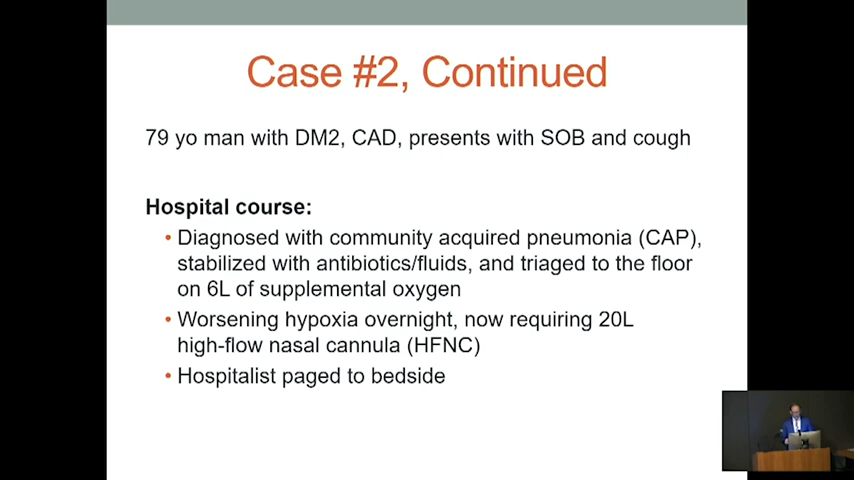 Case #2, Continued
79 yo man with DM2, CAD, presents with SOB and cough
Hospital course:
• Diagnosed with community acquired pneumonia (CAP),
stabilized with antibiotics/fluids, and triaged to the floor
on 6L of supplemental oxygen
• Worsening hypoxia overnight, now requiring 20L
high-flow nasal cannula (HFNC)
• Hospitalist paged to bedside